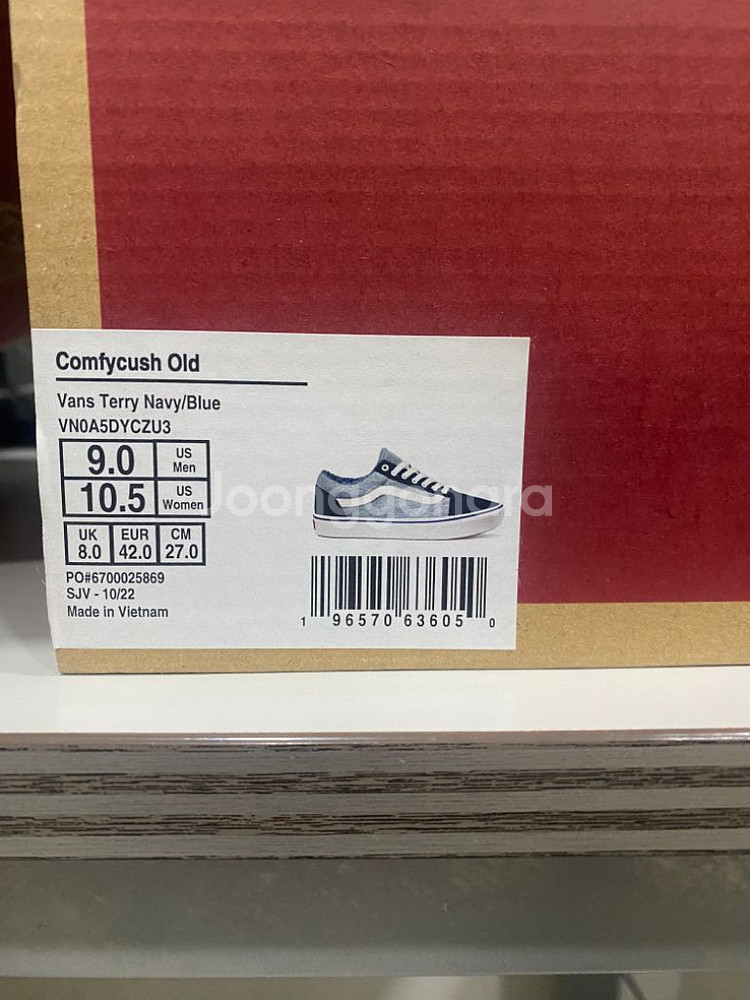 Comfycush Old
Vans Terry Navy/Blue
VN0A5DYCZU3
9.0 US Men
10.5 US Women
UK 8.0 EUR 42.0 CM 27.0
PO#6700025869
SJV - 10/22
Made in Vietnam
1 96570 63605 0
Joonggonara